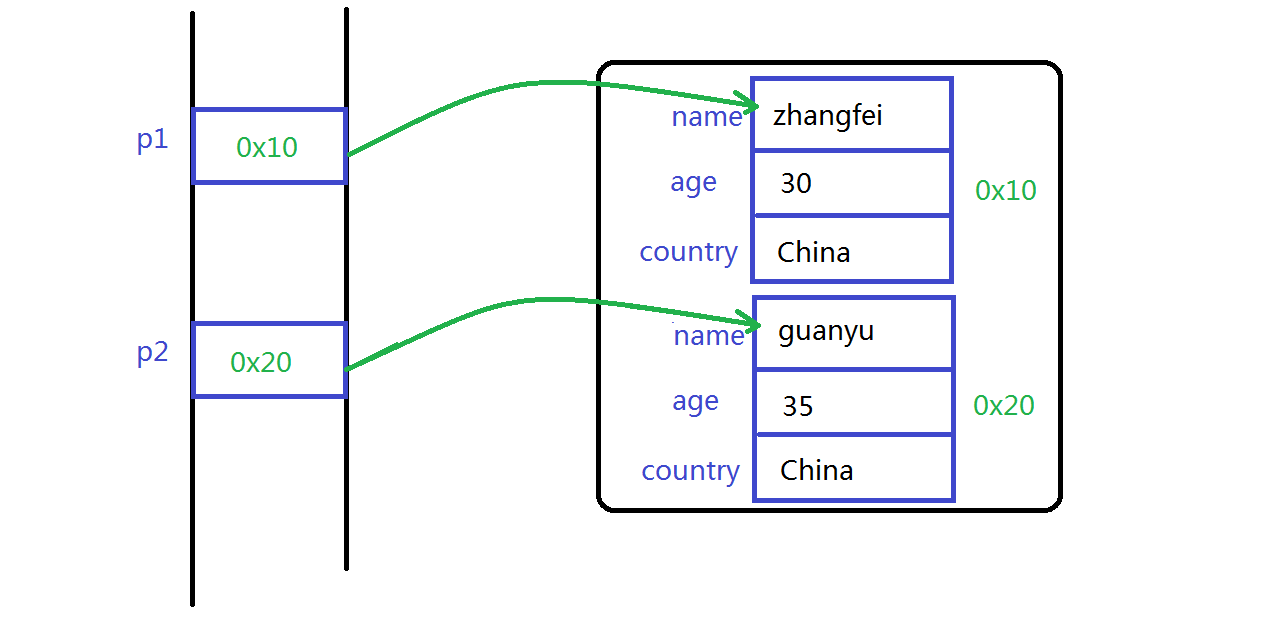 p1
0x10
name
zhangfei
age
30
0x10
country
China
p2
0x20
name
guanyu
age
35
0x20
country
China